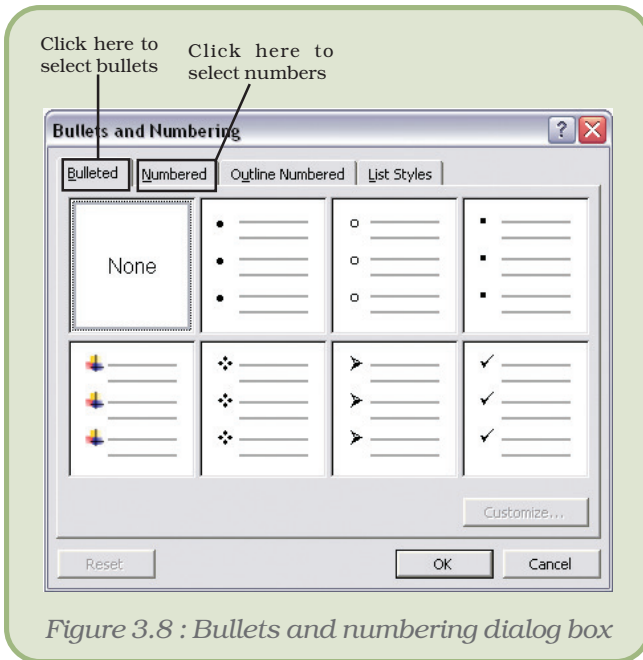 Click here to
select bullets
Click here to
select numbers
Bullets and Numbering
Bulleted Numbered Outline Numbered List Styles
None
Customize...
Reset OK Cancel
Figure 3.8 : Bullets and numbering dialog box